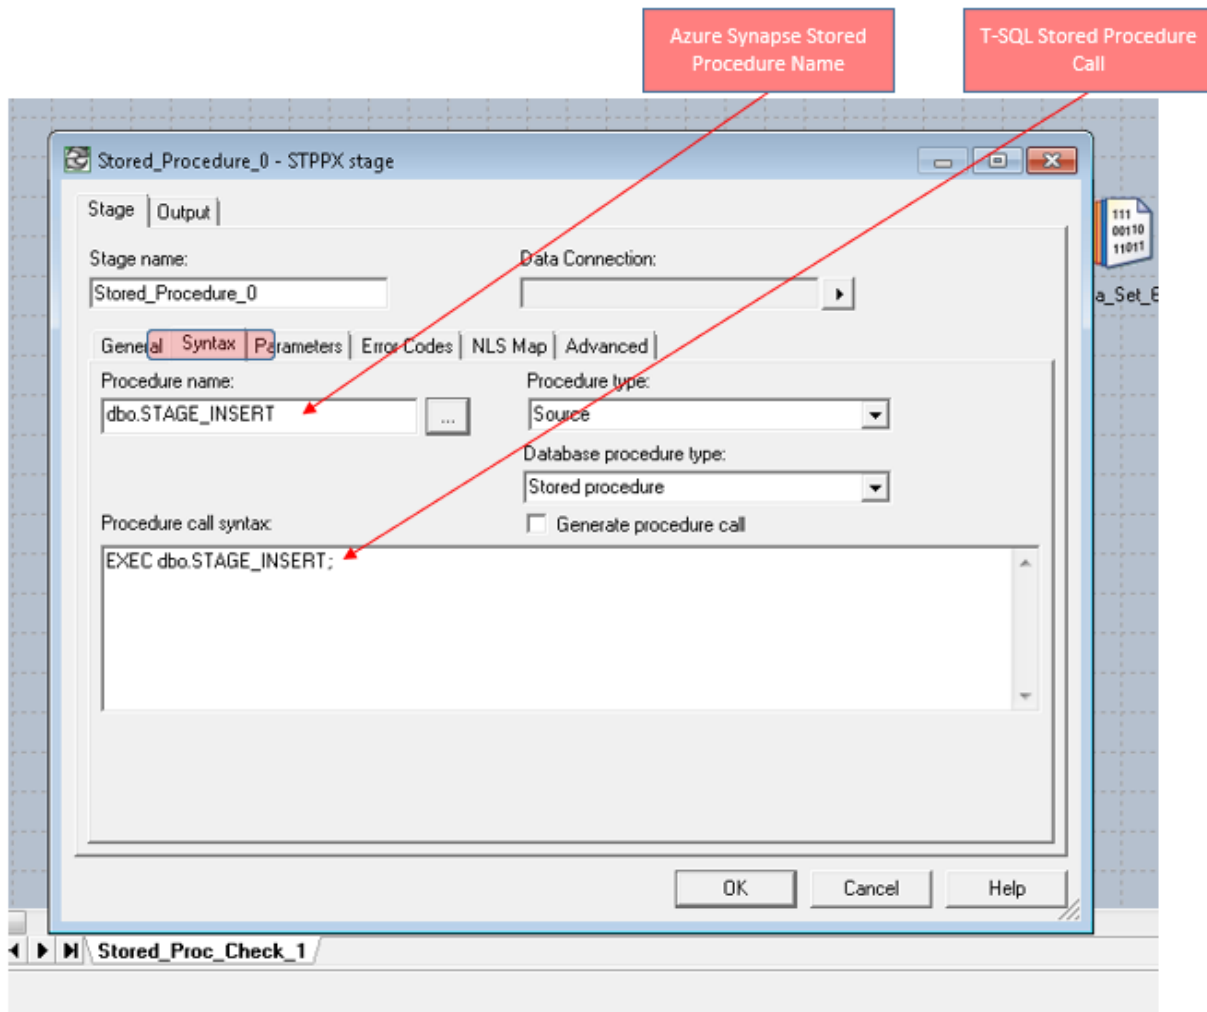 Azure Synapse Stored
Procedure Name
T-SQL Stored Procedure
Call
Stored_Procedure_0 - STPPX stage
Stage
Output
111
00110
11011
Stage name:
Data Connection:
Stored_Procedure_0
a_Set_E
General
Syntax
Parameters
Error Codes
NLS Map
Advanced
Procedure name:
Procedure type:
dbo.STAGE_INSERT
...
Source
Database procedure type:
Stored procedure
Procedure call syntax:
Generate procedure call
EXEC dbo.STAGE_INSERT;
OK
Cancel
Help
Stored_Proc_Check_1